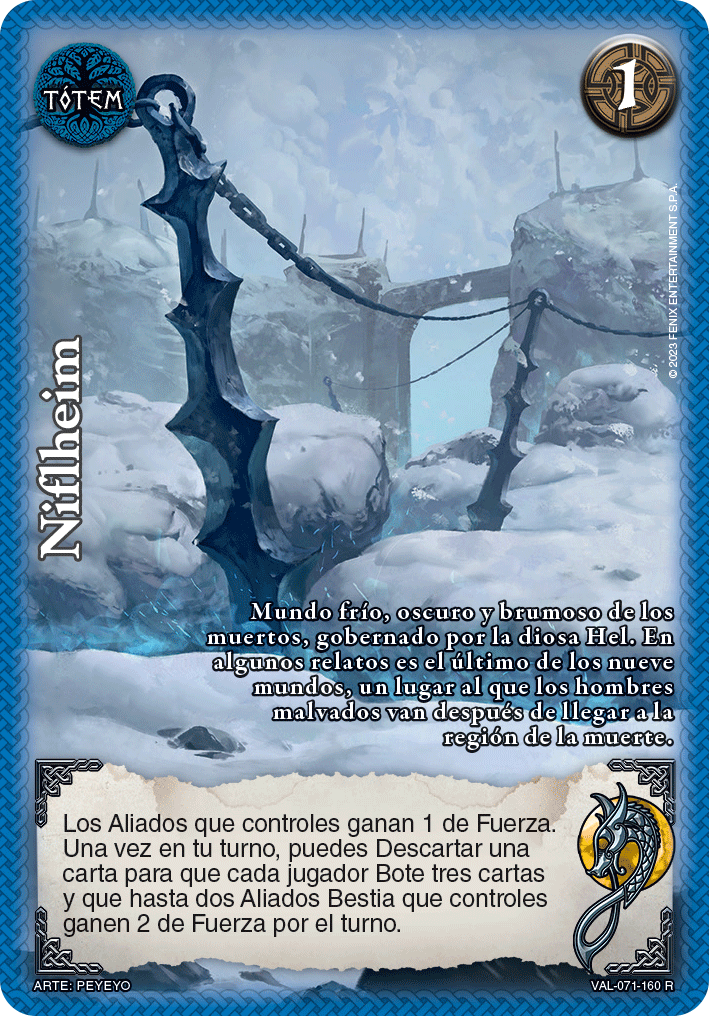 TÓTEM
1
© 2023 FENIX ENTERTAINMENT S.P.A.
Niflheim
Mundo frío, oscuro y brumoso de los
muertos, gobernado por la diosa Hel. En
algunos relatos es el último de los nueve
mundos, un lugar al que los hombres
malvados van después de llegar a la
región de la muerte.
Los Aliados que controles ganan 1 de Fuerza.
Una vez en tu turno, puedes Descartar una
carta para que cada jugador Bote tres cartas
y que hasta dos Aliados Bestia que controles
ganen 2 de Fuerza por el turno.
ARTE: PEYEYO
VAL-071-160 R